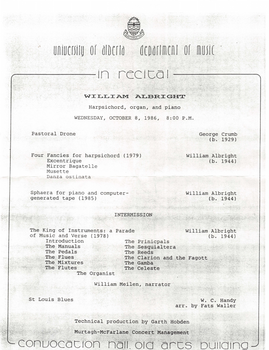 university of alberta department of music
in recital
WILLIAM ALBRIGHT
Harpsichord, organ, and piano
WEDNESDAY, OCTOBER 8, 1986, 8:00 P.M.
Pastoral Drone George Crumb
(b. 1929)
Four Fancies for harpsichord (1979) William Albright
Excentrique (b. 1944)
Mirror Bagatelle
Musette
Danza ostinata
Sphaera for piano and computer- William Albright
generated tape (1985) (b. 1944)
INTERMISSION
The King of Instruments: a Parade William Albright
of Music and Verse (1978) (b. 1944)
Introduction The Prinicpals
The Manuals The Sesquialtera
The Pedals The Reeds
The Flues The Clarion and the Fagott
The Mixtures The Gamba
The Flutes The Celeste
The Organist
William Meilen, narrator
St Louis Blues W. C. Handy
arr. by Fats Waller
Technical production by Garth Hobden
Murtagh-McFarlane Concert Management
convocation hall, old arts building